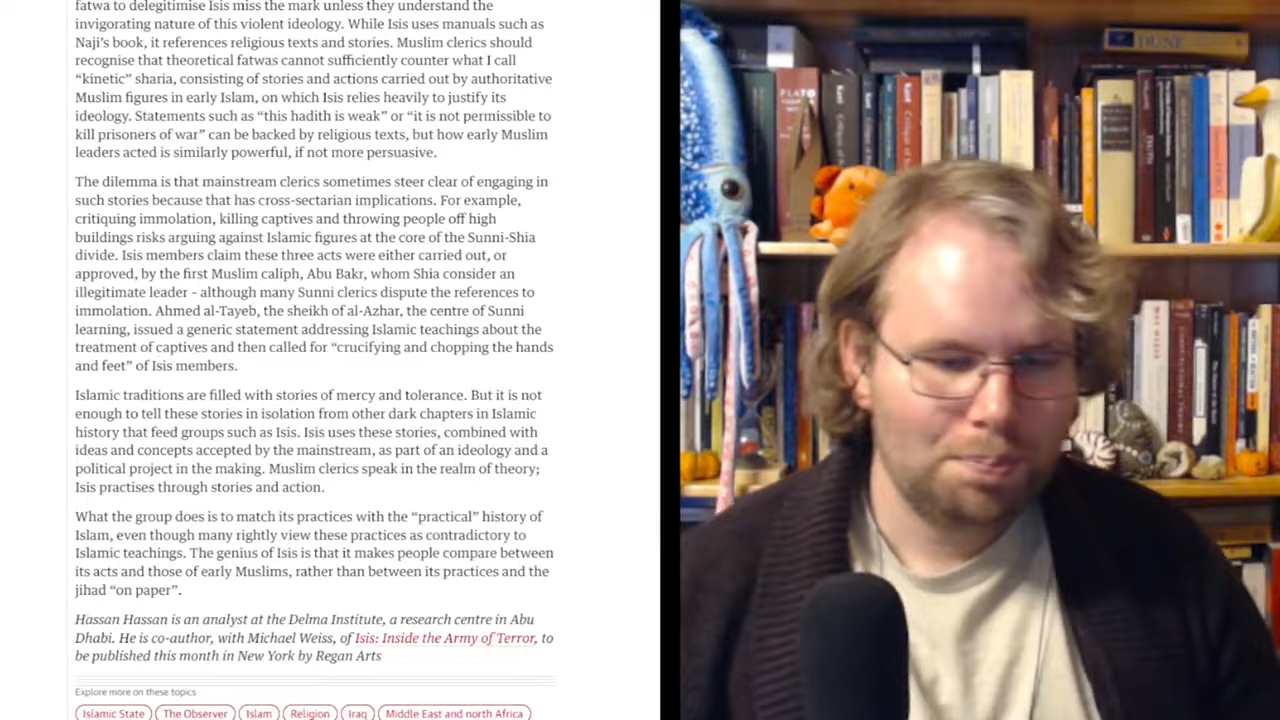 fatwa to delegitimise Isis miss the mark unless they understand the
invigorating nature of this violent ideology. While Isis uses manuals such as
Naji's book, it references religious texts and stories. Muslim clerics should
recognise that theoretical fatwas cannot sufficiently counter what I call
“kinetic” sharia, consisting of stories and actions carried out by authoritative
Muslim figures in early Islam, on which Isis relies heavily to justify its
ideology. Statements such as “this hadith is weak” or “it is not permissible to
kill prisoners of war” can be backed by religious texts, but how early Muslim
leaders acted is similarly powerful, if not more persuasive.
The dilemma is that mainstream clerics sometimes steer clear of engaging in
such stories because that has cross-sectarian implications. For example,
critiquing immolation, killing captives and throwing people off high
buildings risks arguing against Islamic figures at the core of the Sunni-Shia
divide. Isis members claim these three acts were either carried out, or
approved, by the first Muslim caliph, Abu Bakr, whom Shia consider an
illegitimate leader – although many Sunni clerics dispute the references to
immolation. Ahmed al-Tayeb, the sheikh of al-Azhar, the centre of Sunni
learning, issued a generic statement addressing Islamic teachings about the
treatment of captives and then called for “crucifying and chopping the hands
and feet” of Isis members.
Islamic traditions are filled with stories of mercy and tolerance. But it is not
enough to tell these stories in isolation from other dark chapters in Islamic
history that feed groups such as Isis. Isis uses these stories, combined with
ideas and concepts accepted by the mainstream, as part of an ideology and a
political project in the making. Muslim clerics speak in the realm of theory;
Isis practises through stories and action.
What the group does is to match its practices with the “practical” history of
Islam, even though many rightly view these practices as contradictory to
Islamic teachings. The genius of Isis is that it makes people compare between
its acts and those of early Muslims, rather than between its practices and the
jihad “on paper”.
Hassan Hassan is an analyst at the Delma Institute, a research centre in Abu
Dhabi. He is co-author, with Michael Weiss, of Isis: Inside the Army of Terror, to
be published this month in New York by Regan Arts
Explore more on these topics
Islamic State The Observer Islam Religion Iraq Middle East and north Africa
DUNE
PLATO
Kant
Kant
Kant